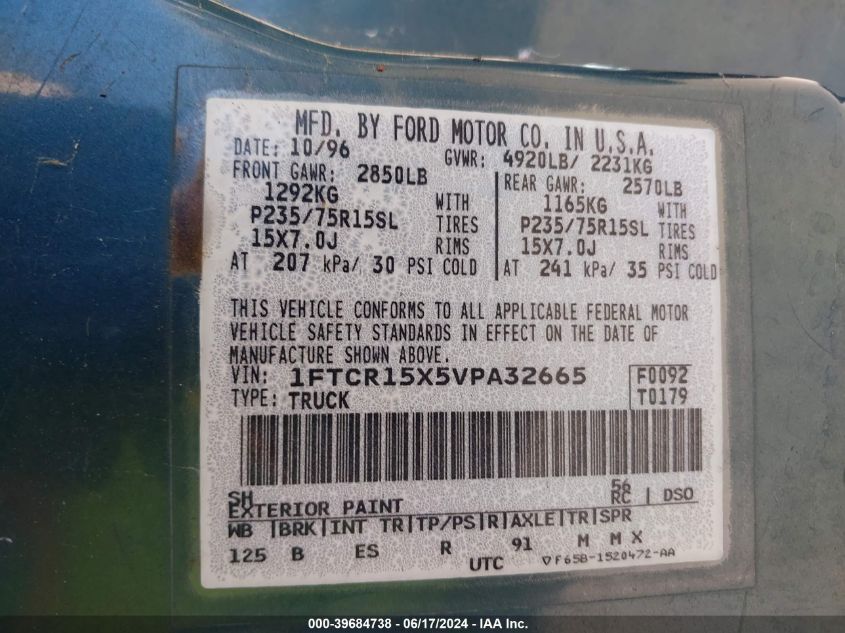 MFD. BY FORD MOTOR CO. IN U.S.A.
DATE: 10/96 GVWR: 4920LB/ 2231KG
FRONT GAWR: 2850LB REAR GAWR: 2570LB
1292KG WITH 1165KG WITH
P235/75R15SL TIRES P235/75R15SL TIRES
15X7.0J RIMS 15X7.0J RIMS
AT 207 kPa/ 30 PSI COLD AT 241 kPa/ 35 PSI COLD
THIS VEHICLE CONFORMS TO ALL APPLICABLE FEDERAL MOTOR
VEHICLE SAFETY STANDARDS IN EFFECT ON THE DATE OF
MANUFACTURE SHOWN ABOVE.
VIN: 1FTCR15X5VPA32665 F0092
TYPE: TRUCK T0179
SH 56
EXTERIOR PAINT RC | DSO
WB |BRK|INT TR|TP/PS|R|AXLE|TR|SPR
125 B ES R 91 M M X
UTC ▽F65B-1520472-AA
000-39684738 - 06/17/2024 - IAA Inc.